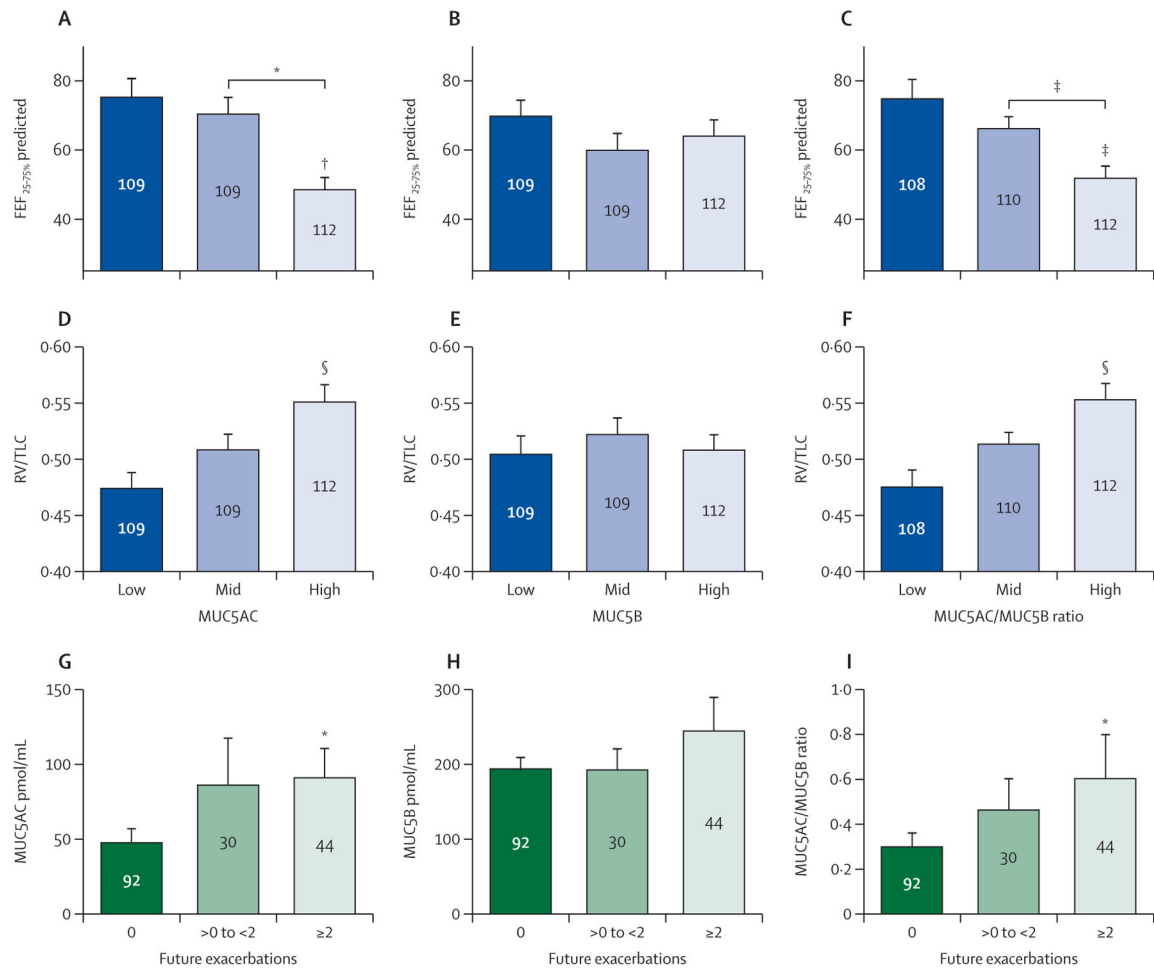 A
FEF 25-75% predicted
80
60
40
109
109
112
*
†
B
FEF 25-75% predicted
109
109
112
C
FEF 25-75% predicted
80
60
40
108
110
112
‡
‡
D
RV/TLC
0·60
0·55
0·50
0·45
0·40
109
109
112
§
Low
Mid
High
MUC5AC
E
RV/TLC
0·60
0·55
0·50
0·45
0·40
109
109
112
Low
Mid
High
MUC5B
F
RV/TLC
0·60
0·55
0·50
0·45
0·40
108
110
112
§
Low
Mid
High
MUC5AC/MUC5B ratio
G
MUC5AC pmol/mL
150
100
50
0
92
30
44
*
0
>0 to <2
≥2
Future exacerbations
H
MUC5B pmol/mL
300
200
100
0
92
30
44
0
>0 to <2
≥2
Future exacerbations
I
MUC5AC/MUC5B ratio
1·0
0·8
0·6
0·4
0·2
0
92
30
44
*
0
>0 to <2
≥2
Future exacerbations